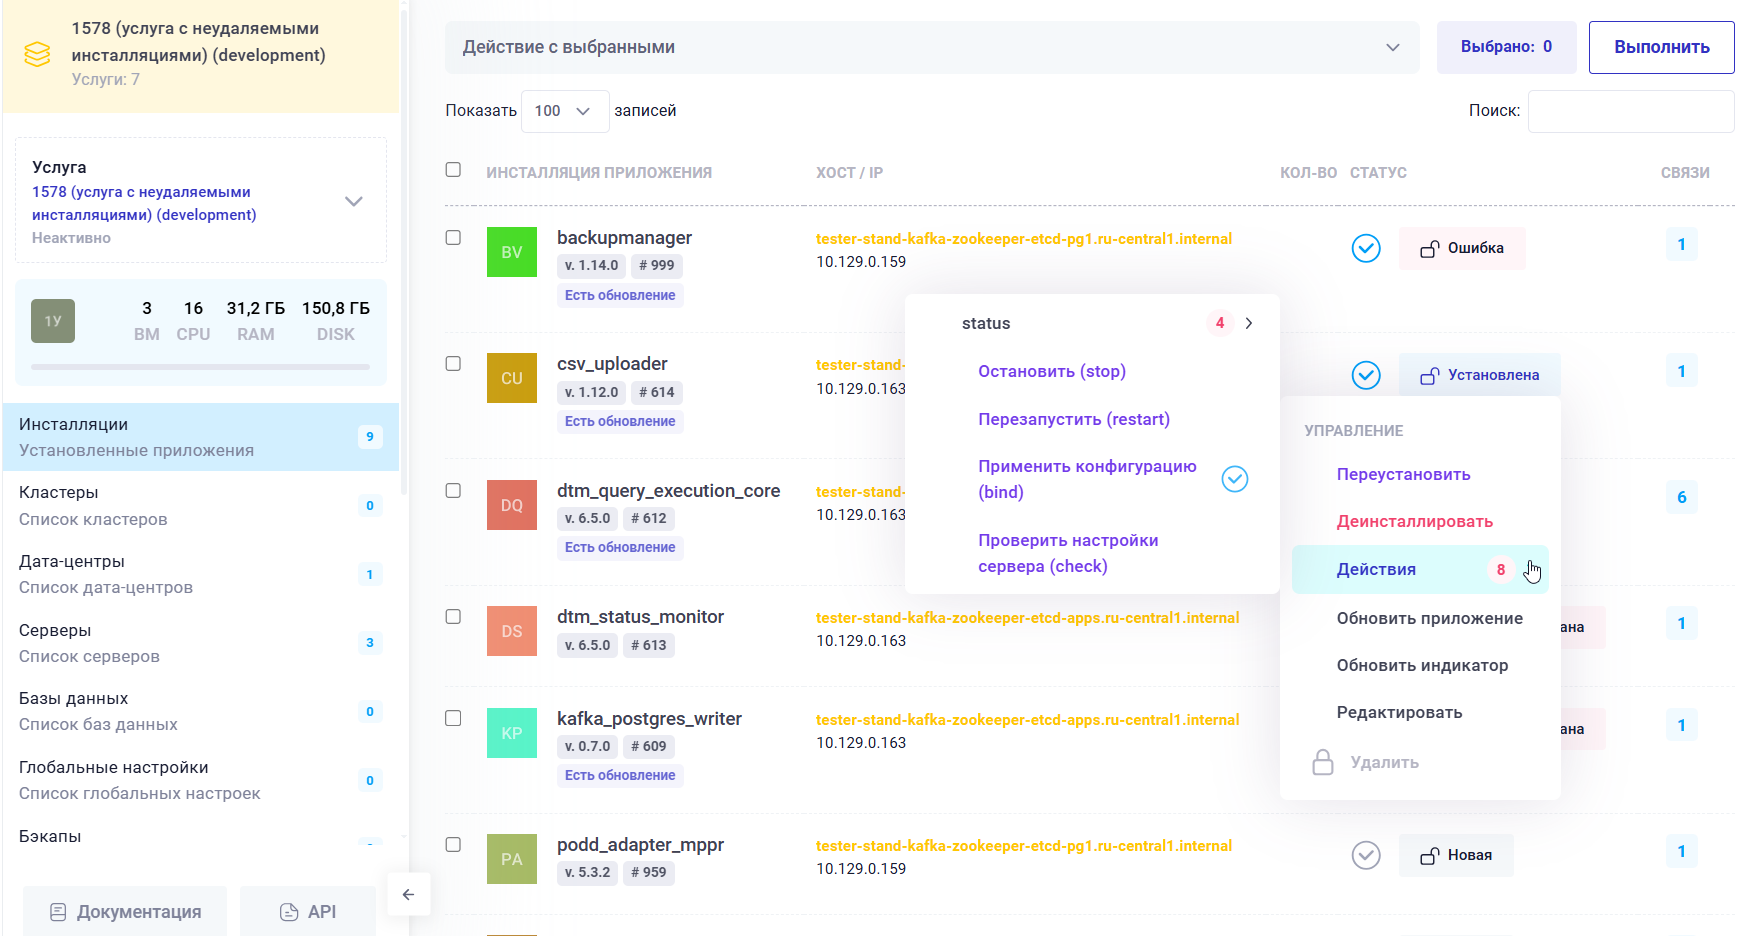 1578 (услуга с неудаляемыми
инсталляциями) (development)
Услуги: 7
Услуга
1578 (услуга с неудаляемыми
инсталляциями) (development)
Неактивно
1У
3
16
31,2 ГБ
150,8 ГБ
ВМ
CPU
RAM
DISK
Инсталляции
Установленные приложения
9
Кластеры
Список кластеров
0
Дата-центры
Список дата-центров
1
Серверы
Список серверов
3
Базы данных
Список баз данных
0
Глобальные настройки
Список глобальных настроек
0
Бэкапы
Документация
API
Действие с выбранными
Выбрано: 0
Выполнить
Показать 100 записей
Поиск:
ИНСТАЛЛЯЦИЯ ПРИЛОЖЕНИЯ
ХОСТ / IP
КОЛ-ВО
СТАТУС
СВЯЗИ
BV
backupmanager
v. 1.14.0 # 999
Есть обновление
tester-stand-kafka-zookeeper-etcd-pg1.ru-central1.internal
10.129.0.159
Ошибка
1
CU
csv_uploader
v. 1.12.0 # 614
Есть обновление
tester-stand-
10.129.0.163
Установлена
1
DQ
dtm_query_execution_core
v. 6.5.0 # 612
Есть обновление
tester-stand-
10.129.0.163
6
DS
dtm_status_monitor
v. 6.5.0 # 613
tester-stand-kafka-zookeeper-etcd-apps.ru-central1.internal
10.129.0.163
ана
1
KP
kafka_postgres_writer
v. 0.7.0 # 609
Есть обновление
tester-stand-kafka-zookeeper-etcd-apps.ru-central1.internal
10.129.0.163
ана
1
PA
podd_adapter_mppr
v. 5.3.2 # 959
tester-stand-kafka-zookeeper-etcd-pg1.ru-central1.internal
10.129.0.159
Новая
1
status
4
Остановить (stop)
Перезапустить (restart)
Применить конфигурацию
(bind)
Проверить настройки
сервера (check)
УПРАВЛЕНИЕ
Переустановить
Деинсталлировать
Действия
8
Обновить приложение
Обновить индикатор
Редактировать
Удалить